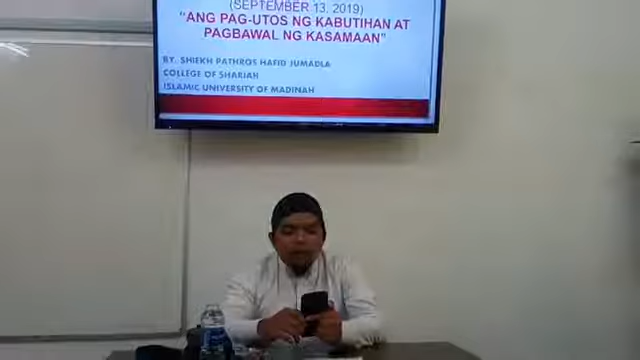 (SEPTEMBER 13, 2019)
"ANG PAG-UTOS NG KABUTIHAN AT
PAGBAWAL NG KASAMAAN"
BY. SHIEKH PATHROS HAFID JUMADLA
COLLEGE OF SHARIAH
ISLAMIC UNIVERSITY OF MADINAH